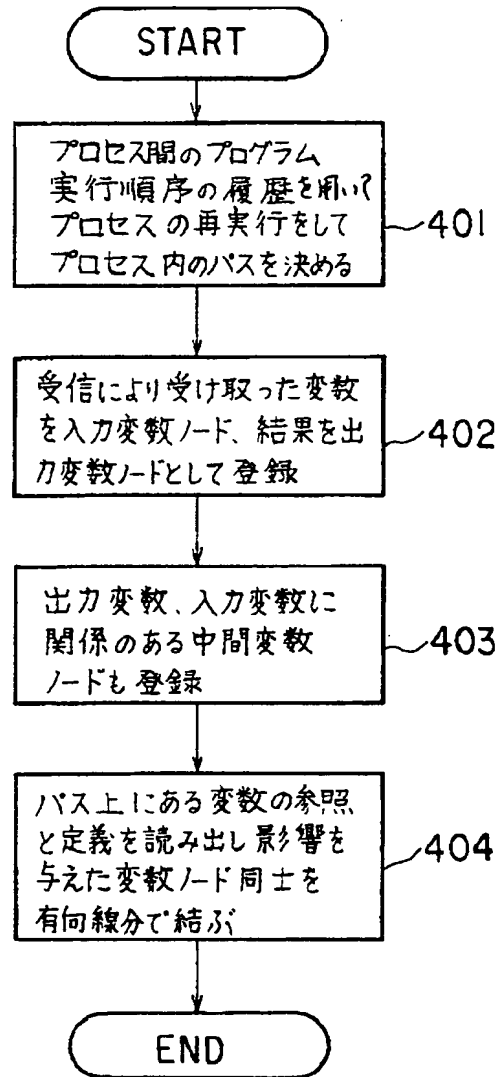 START
プロセス間のプログラム
実行順序の履歴を用いて
プロセスの再実行をして
プロセス内のパスを決める
401
受信により受け取った変数
を入力変数ノード、結果を出
力変数ノードとして登録
402
出力変数、入力変数に
関係のある中間変数
ノードも登録
403
パス上にある変数の参照
と定義を読み出し影響を
与えた変数ノード同士を
有向線分で結ぶ
404
END